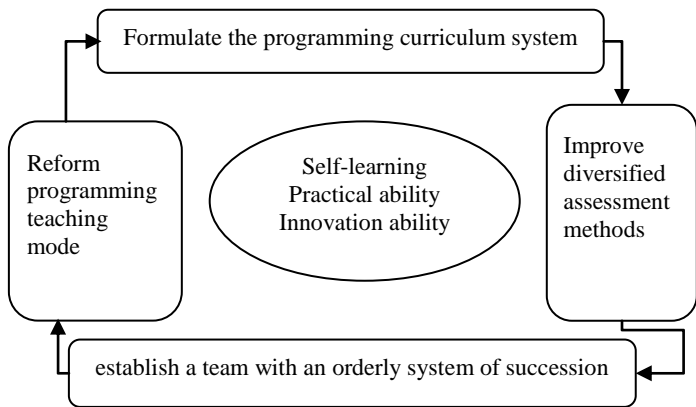 Formulate the programming curriculum system
Reform
programming
teaching
mode
Self-learning
Practical ability
Innovation ability
Improve
diversified
assessment
methods
establish a team with an orderly system of succession